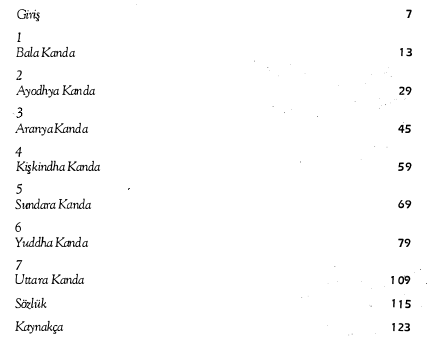 Giriş 7
1
Bala Kanda 13
2
Ayodhya Kanda 29
3
Aranya Kanda 45
4
Kişkindha Kanda 59
5
Sundara Kanda 69
6
Yuddha Kanda 79
7
Uttara Kanda 109
Sözlük 115
Kaynakça 123